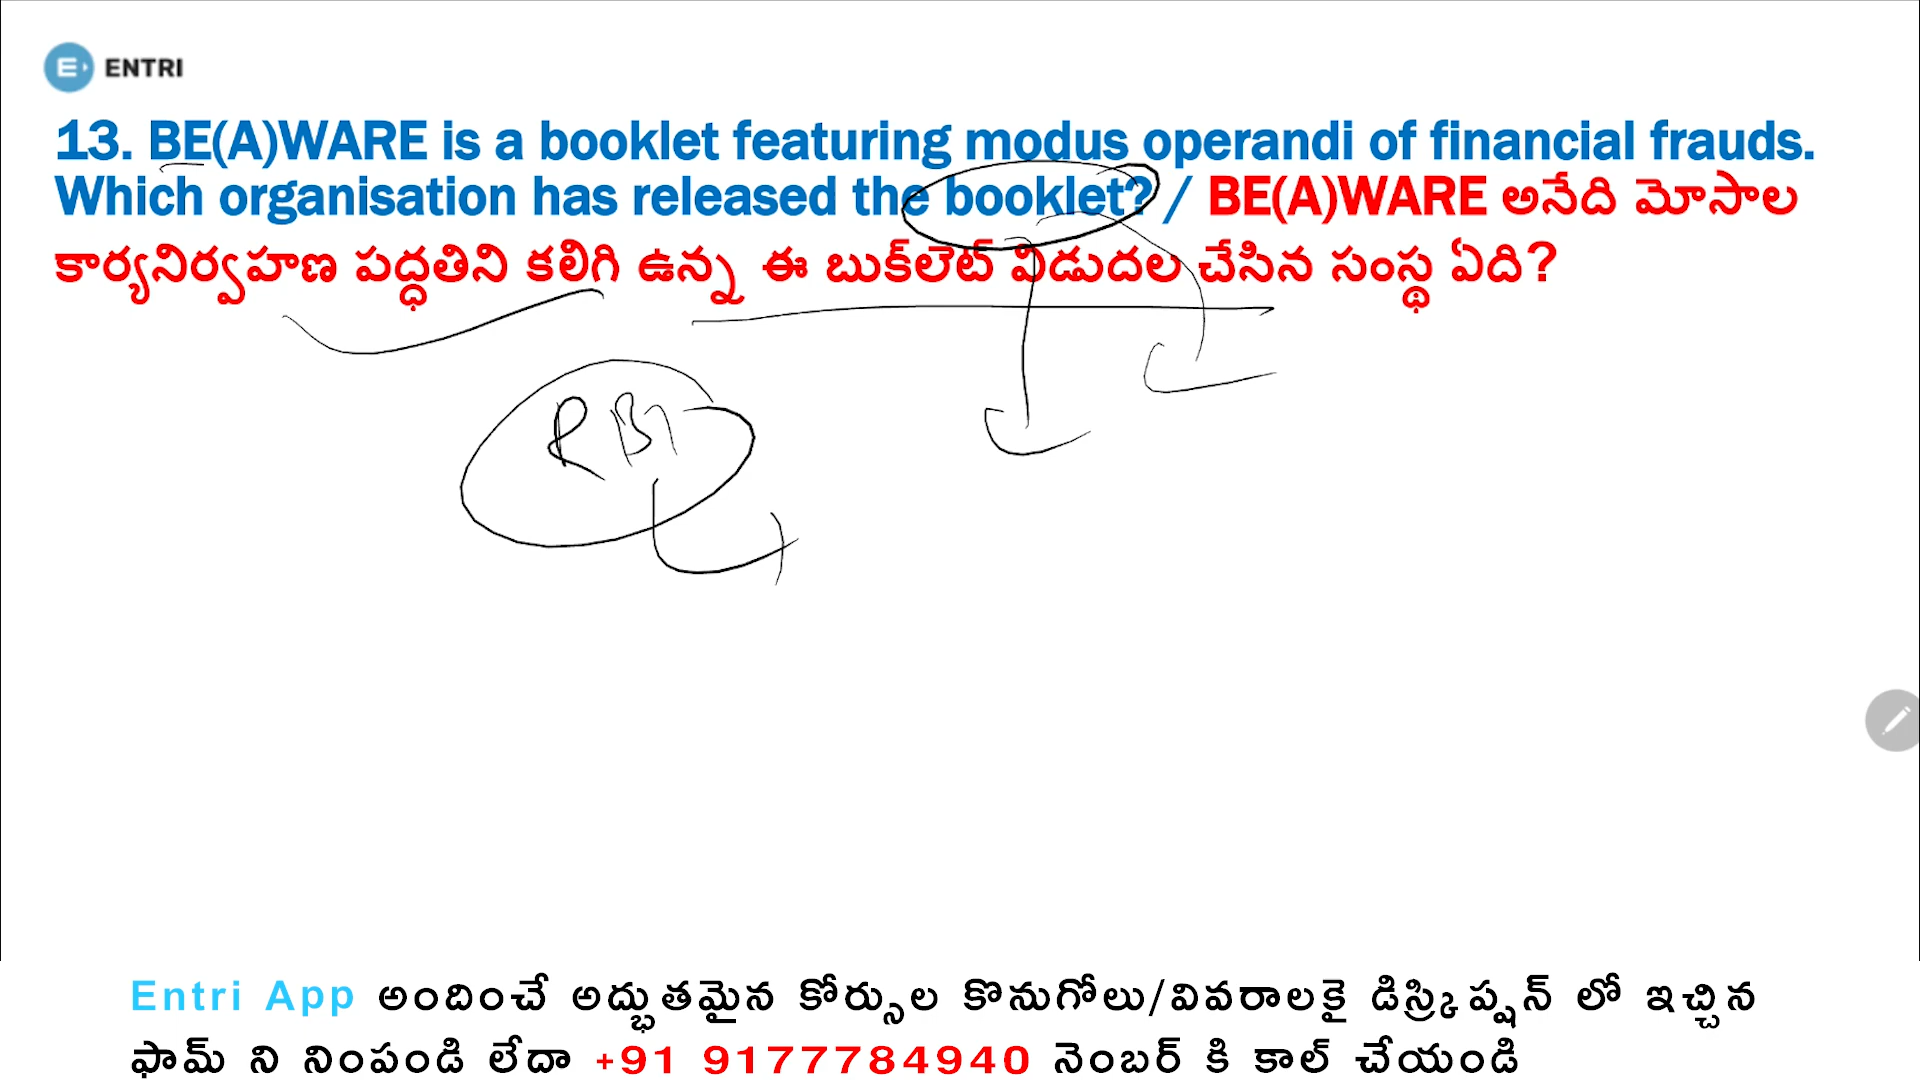 ENTRI
13. BE(A)WARE is a booklet featuring modus operandi of financial frauds.
Which organisation has released the booklet? / BE(A)WARE అనేది మోసాల
కార్యనిర్వహణ పద్ధతిని కలిగి ఉన్న ఈ బుక్‌లెట్ విడుదల చేసిన సంస్థ ఏది?
RBI
Entri App అందించే అద్భుతమైన కోర్సుల కొనుగోలు/వివరాలకై డిస్క్రిప్షన్ లో ఇచ్చిన
ఫామ్ ని నింపండి లేదా +91 9177784940 నెంబర్ కి కాల్ చేయండి